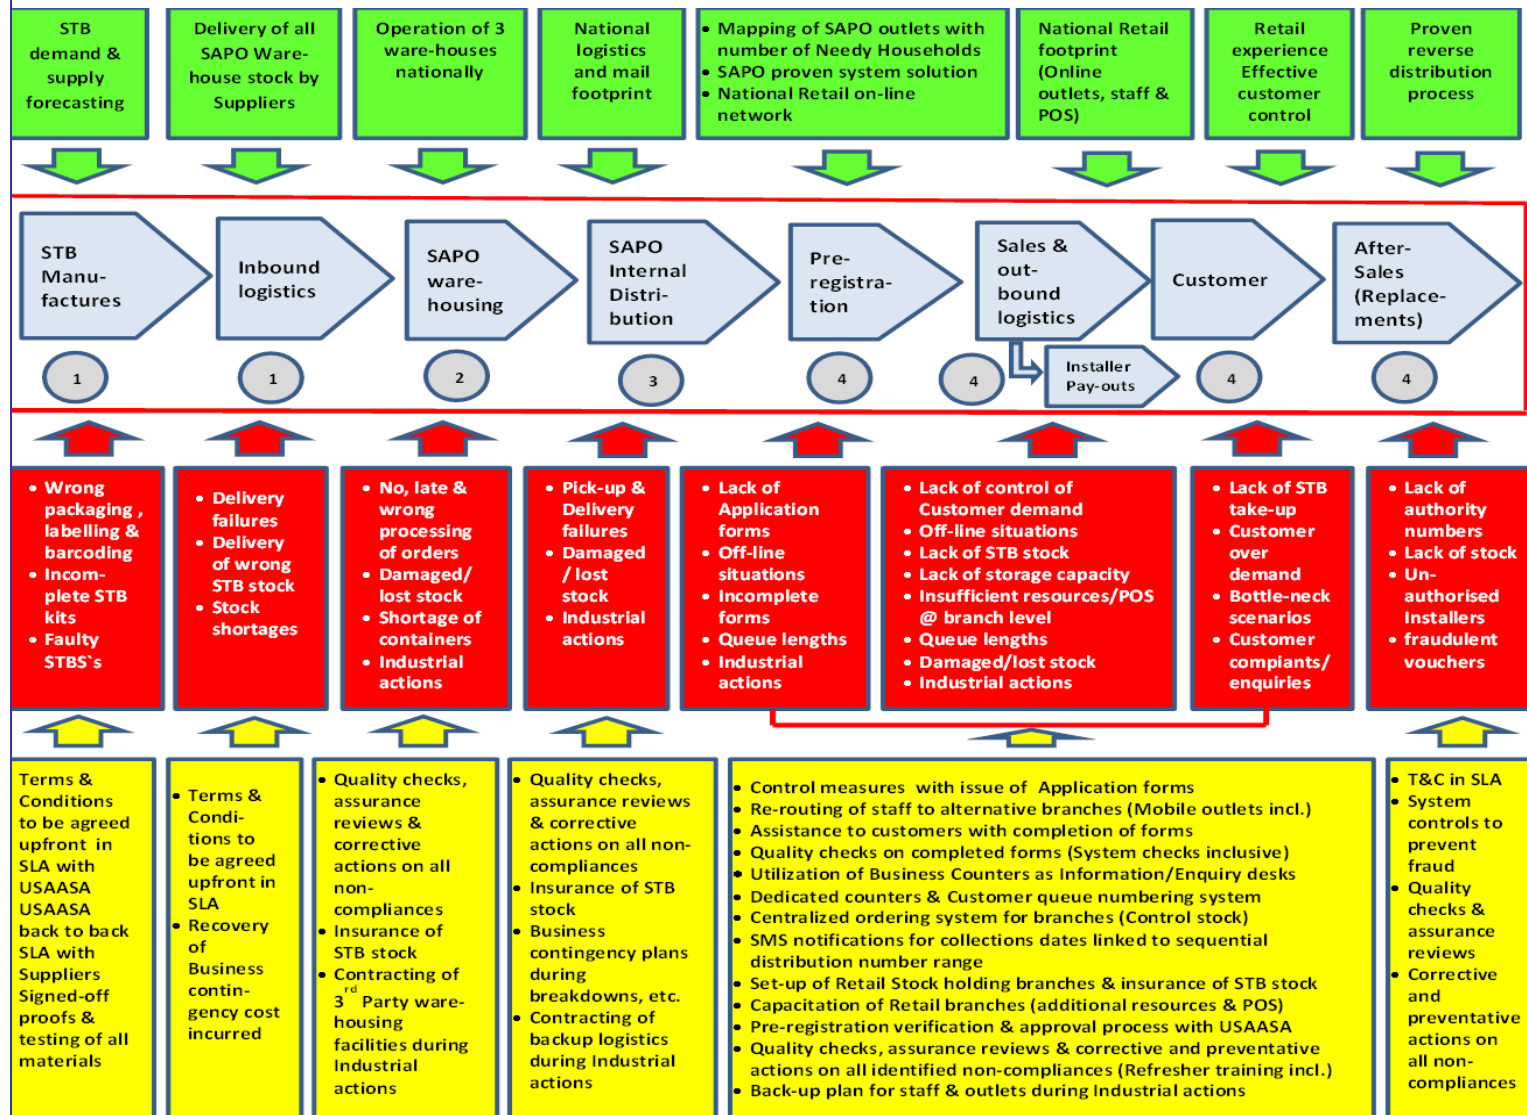 STB
demand &
supply
forecasting
Delivery of all
SAPO Ware-
house stock by
Suppliers
Operation of 3
ware-houses
nationally
National
logistics
and mail
footprint
• Mapping of SAPO outlets with
number of Needy Households
• SAPO proven system solution
• National Retail on-line
network
National Retail
footprint
(Online
outlets, staff &
POS)
Retail
experience
Effective
customer
control
Proven
reverse
distribution
process
STB
Manu-
factures
Inbound
logistics
SAPO
ware-
housing
SAPO
Internal
Distri-
bution
Pre-
registra-
tion
Sales &
out-
bound
logistics
Customer
After-
Sales
(Replace-
ments)
1
1
2
3
4
4
Installer
Pay-outs
4
4
• Wrong
packaging ,
labelling &
barcoding
• Incom-
plete STB
kits
• Faulty
STBS`s
• Delivery
failures
• Delivery
of wrong
STB stock
• Stock
shortages
• No, late &
wrong
processing
of orders
• Damaged/
lost stock
• Shortage of
containers
• Industrial
actions
• Pick-up &
Delivery
failures
• Damaged
/ lost
stock
• Industrial
actions
• Lack of
Application
forms
• Off-line
situations
• Incomplete
forms
• Queue lengths
• Industrial
actions
• Lack of control of
Customer demand
• Off-line situations
• Lack of STB stock
• Lack of storage capacity
• Insufficient resources/POS
@ branch level
• Queue lengths
• Damaged/lost stock
• Industrial actions
• Lack of STB
take-up
• Customer
over
demand
• Bottle-neck
scenarios
• Customer
compiants/
enquiries
• Lack of
authority
numbers
• Lack of stock
• Un-
authorised
Installers
• fraudulent
vouchers
Terms &
Conditions
to be agreed
upfront in
SLA with
USAASA
USAASA
back to back
SLA with
Suppliers
Signed-off
proofs &
testing of all
materials
• Terms &
Condi-
tions to
be agreed
upfront in
SLA
• Recovery
of
Business
contin-
gency cost
incurred
• Quality checks,
assurance
reviews &
corrective
actions on all
non-
compliances
• Insurance of
STB stock
• Contracting of
3rd Party ware-
housing
facilities during
Industrial
actions
• Quality checks,
assurance reviews
& corrective
actions on all non-
compliances
• Insurance of STB
stock
• Business
contingency plans
during
breakdowns, etc.
• Contracting of
backup logistics
during Industrial
actions
• Control measures with issue of Application forms
• Re-routing of staff to alternative branches (Mobile outlets incl.)
• Assistance to customers with completion of forms
• Quality checks on completed forms (System checks inclusive)
• Utilization of Business Counters as Information/Enquiry desks
• Dedicated counters & Customer queue numbering system
• Centralized ordering system for branches (Control stock)
• SMS notifications for collections dates linked to sequential
distribution number range
• Set-up of Retail Stock holding branches & insurance of STB stock
• Capacitation of Retail branches (additional resources & POS)
• Pre-registration verification & approval process with USAASA
• Quality checks, assurance reviews & corrective and preventative
actions on all identified non-compliances (Refresher training incl.)
• Back-up plan for staff & outlets during Industrial actions
• T&C in SLA
• System
controls to
prevent
fraud
• Quality
checks &
assurance
reviews
• Corrective
and
preventative
actions on
all non-
compliances